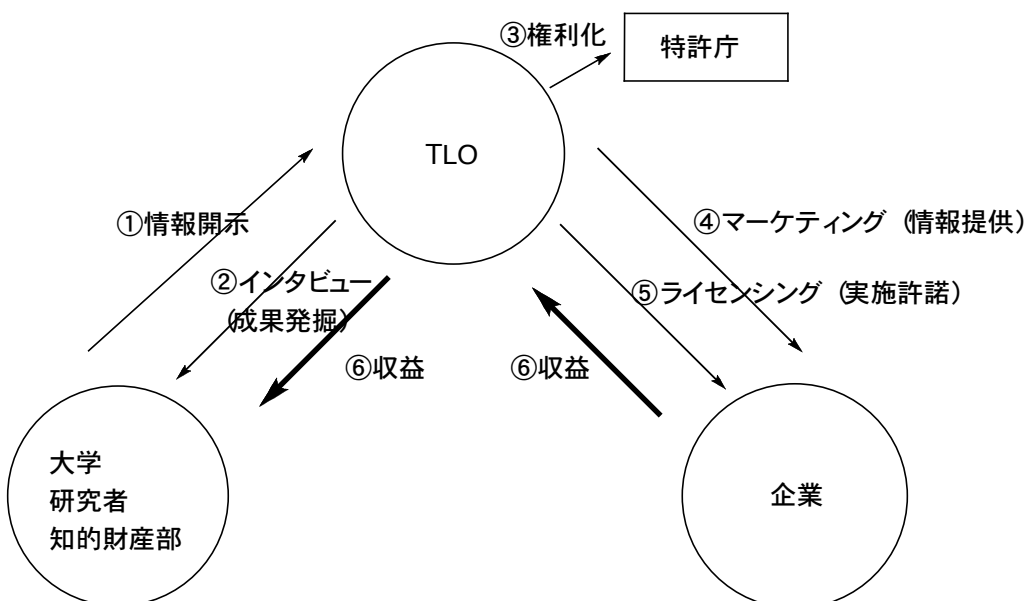 ③権利化
特許庁
TLO
①情報開示
④マーケティング（情報提供）
②インタビュー
（成果発掘）
⑤ライセンシング（実施許諾）
⑥収益
⑥収益
大学
研究者
知的財産部
企業